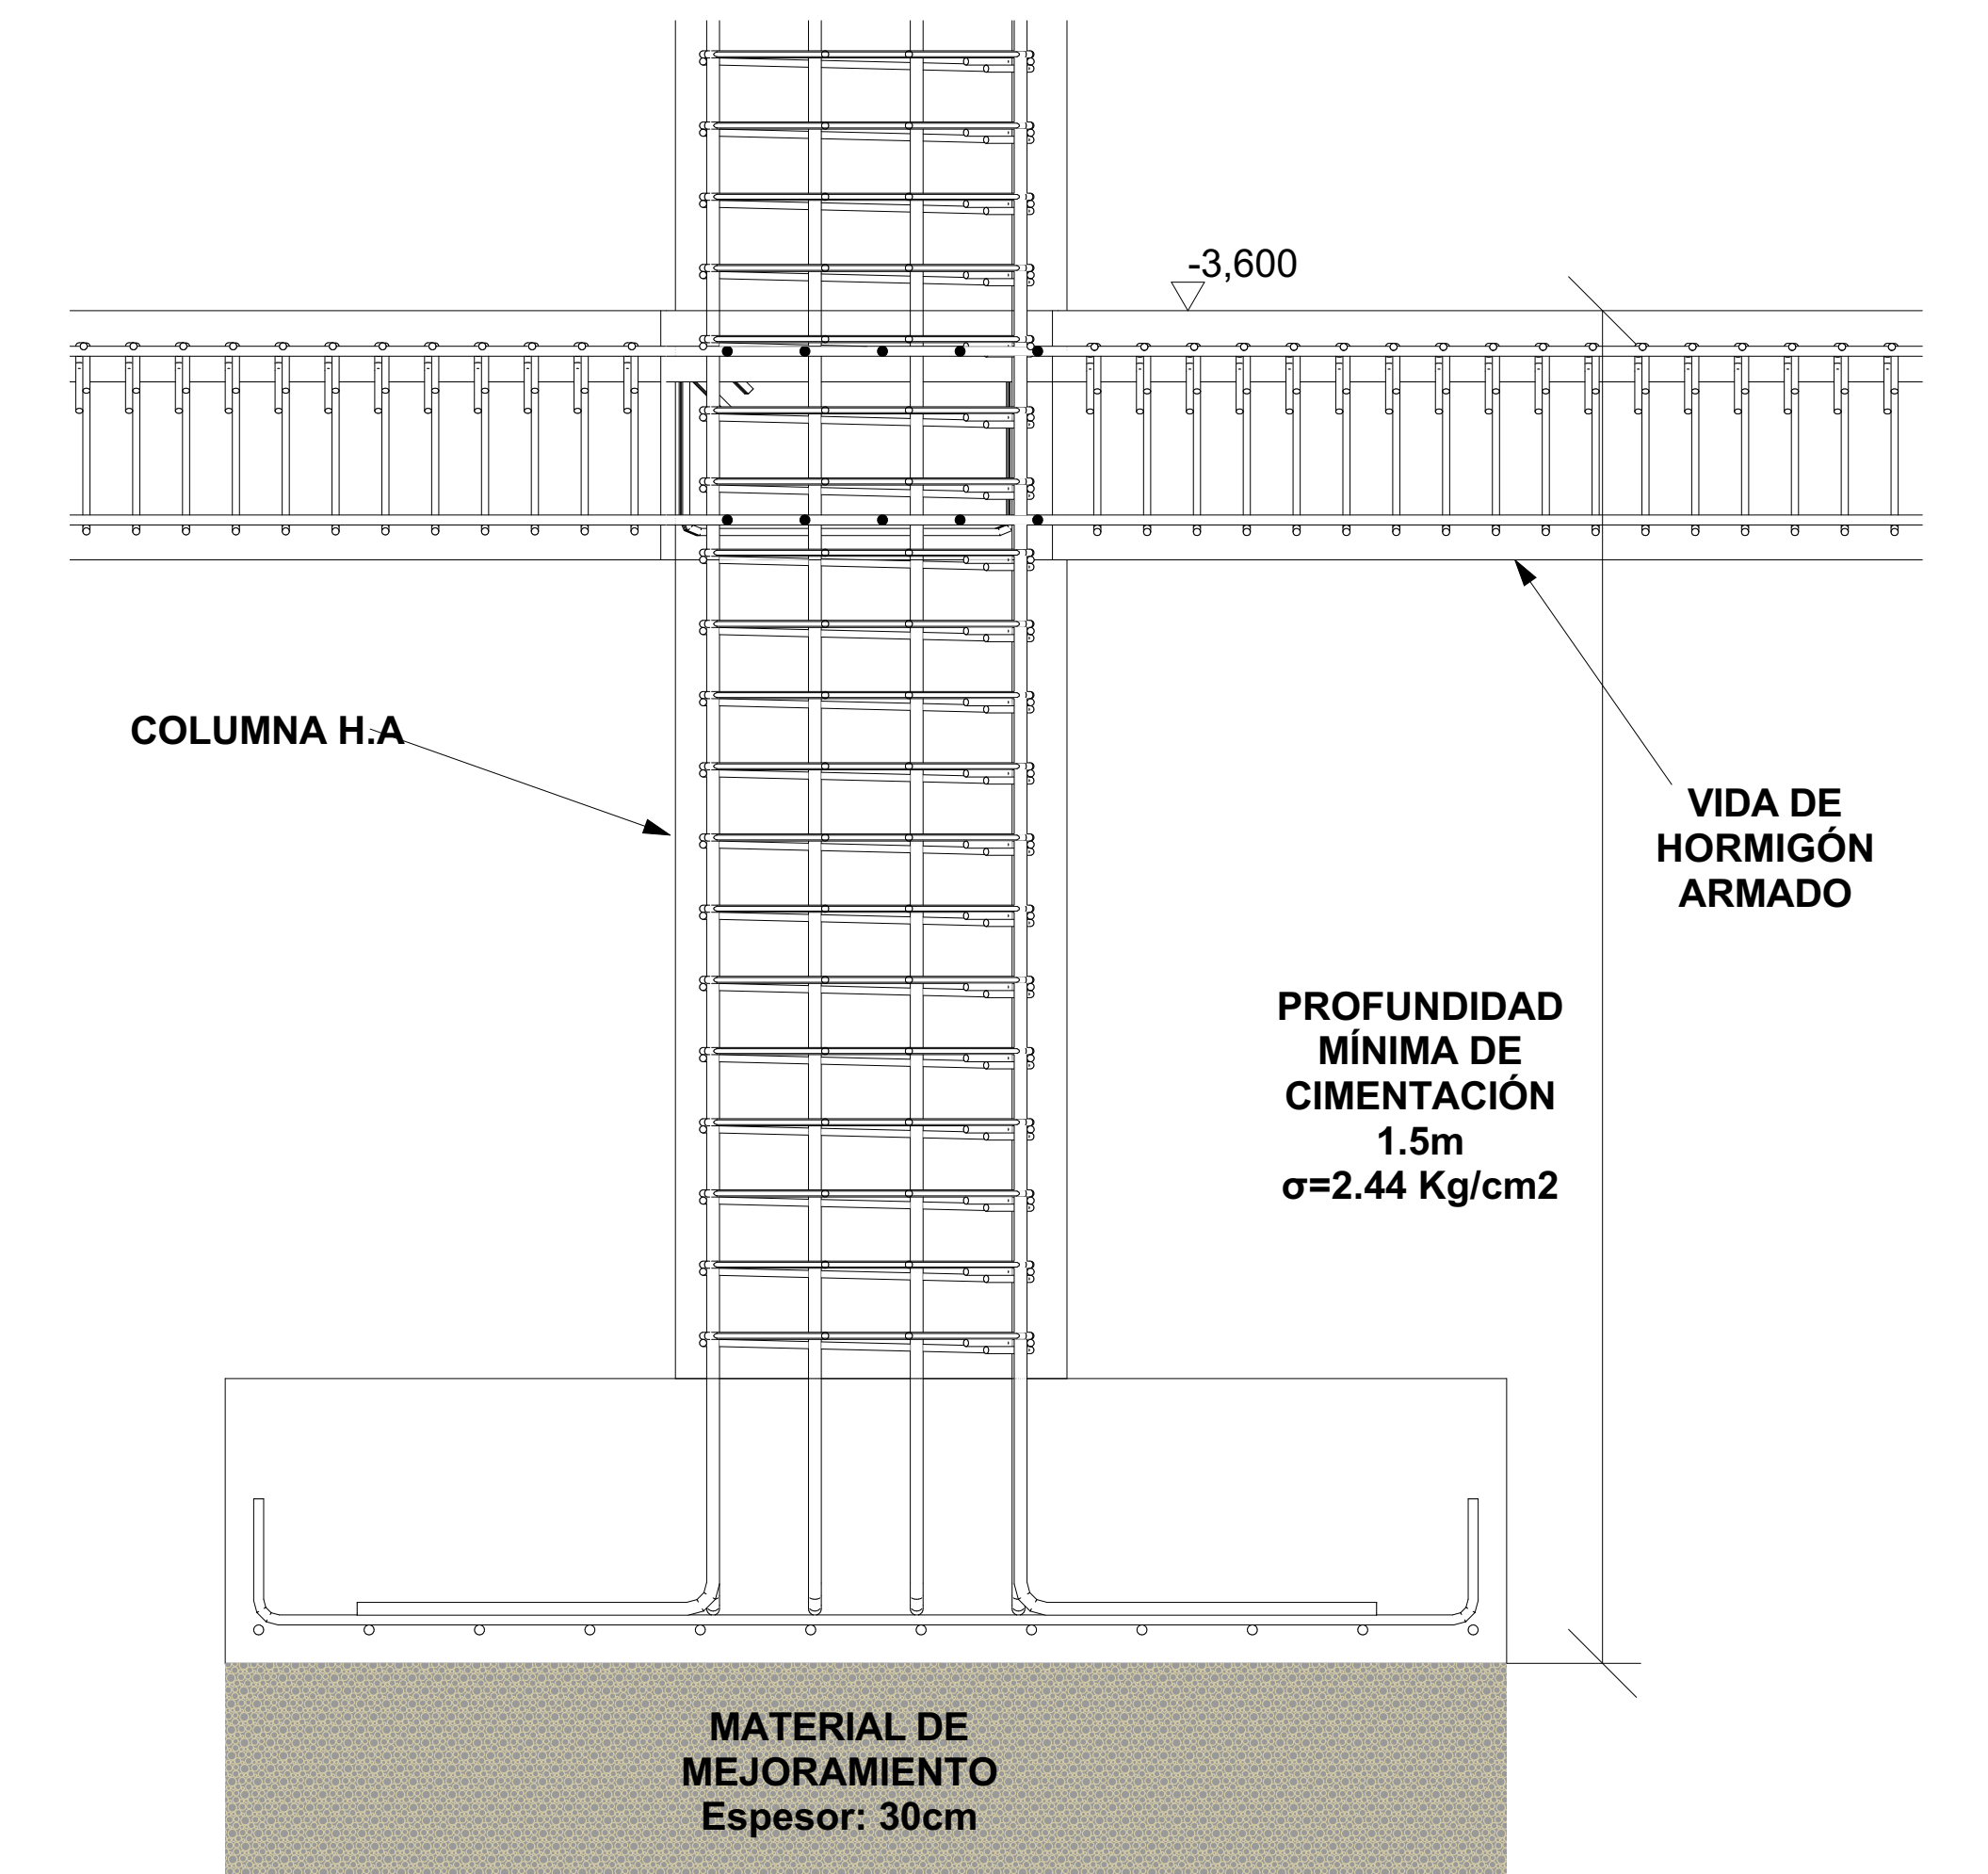 -3,600
COLUMNA H.A
VIDA DE
HORMIGÓN
ARMADO
PROFUNDIDAD
MÍNIMA DE
CIMENTACIÓN
1.5m
σ=2.44 Kg/cm2
MATERIAL DE
MEJORAMIENTO
Espesor: 30cm